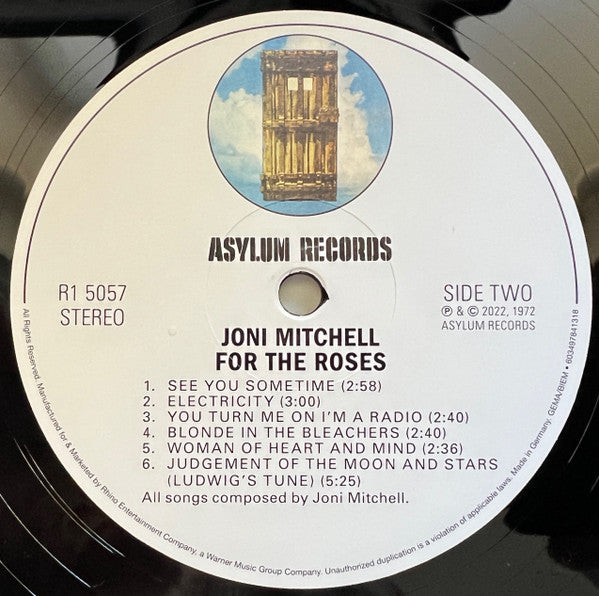 ASYLUM RECORDS
R1 5057
STEREO
SIDE TWO
℗ & © 2022, 1972
ASYLUM RECORDS
JONI MITCHELL
FOR THE ROSES
1. SEE YOU SOMETIME (2:58)
2. ELECTRICITY (3:00)
3. YOU TURN ME ON I'M A RADIO (2:40)
4. BLONDE IN THE BLEACHERS (2:40)
5. WOMAN OF HEART AND MIND (2:36)
6. JUDGEMENT OF THE MOON AND STARS
(LUDWIG'S TUNE) (5:25)
All songs composed by Joni Mitchell.
All Rights Reserved. Manufactured for & Marketed by Rhino Entertainment Company, a Warner Music Group Company. Unauthorized duplication is a violation of applicable laws. Made in Germany. GEMA/BIEM • 603497841318